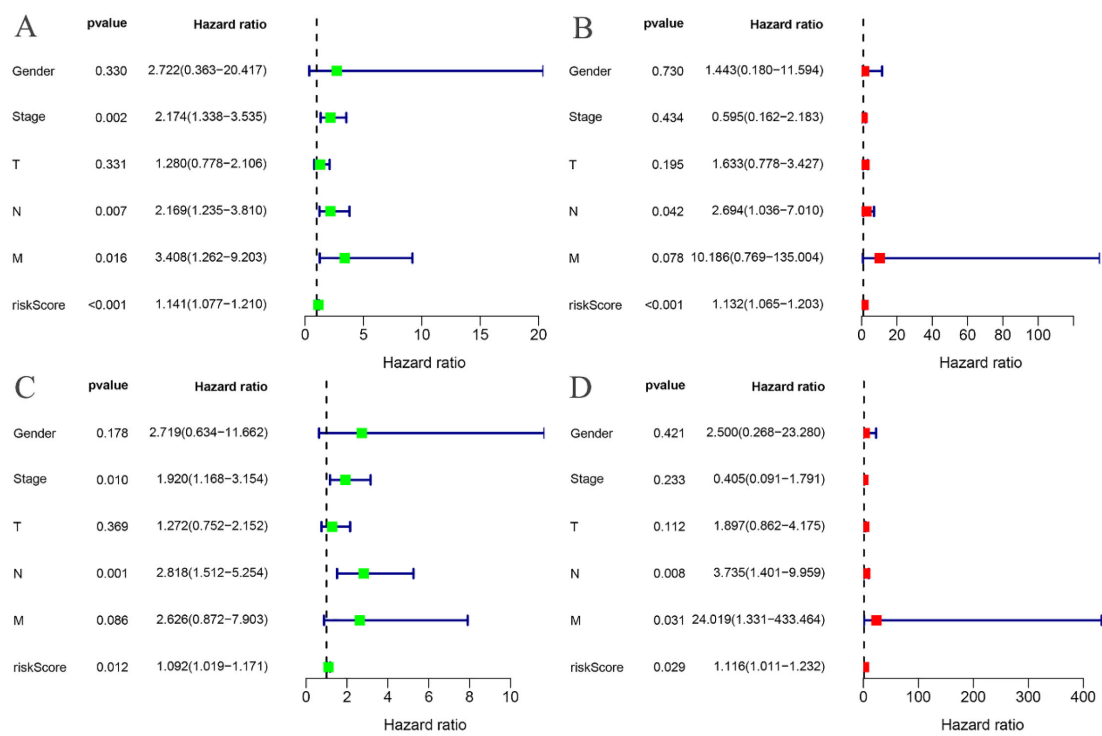 A
pvalue Hazard ratio
Gender 0.330 2.722(0.363−20.417)
Stage 0.002 2.174(1.338−3.535)
T 0.331 1.280(0.778−2.106)
N 0.007 2.169(1.235−3.810)
M 0.016 3.408(1.262−9.203)
riskScore <0.001 1.141(1.077−1.210)
0 5 10 15 20
Hazard ratio
B
pvalue Hazard ratio
Gender 0.730 1.443(0.180−11.594)
Stage 0.434 0.595(0.162−2.183)
T 0.195 1.633(0.778−3.427)
N 0.042 2.694(1.036−7.010)
M 0.078 10.186(0.769−135.004)
riskScore <0.001 1.132(1.065−1.203)
0 20 40 60 80 100
Hazard ratio
C
pvalue Hazard ratio
Gender 0.178 2.719(0.634−11.662)
Stage 0.010 1.920(1.168−3.154)
T 0.369 1.272(0.752−2.152)
N 0.001 2.818(1.512−5.254)
M 0.086 2.626(0.872−7.903)
riskScore 0.012 1.092(1.019−1.171)
0 2 4 6 8 10
Hazard ratio
D
pvalue Hazard ratio
Gender 0.421 2.500(0.268−23.280)
Stage 0.233 0.405(0.091−1.791)
T 0.112 1.897(0.862−4.175)
N 0.008 3.735(1.401−9.959)
M 0.031 24.019(1.331−433.464)
riskScore 0.029 1.116(1.011−1.232)
0 100 200 300 400
Hazard ratio